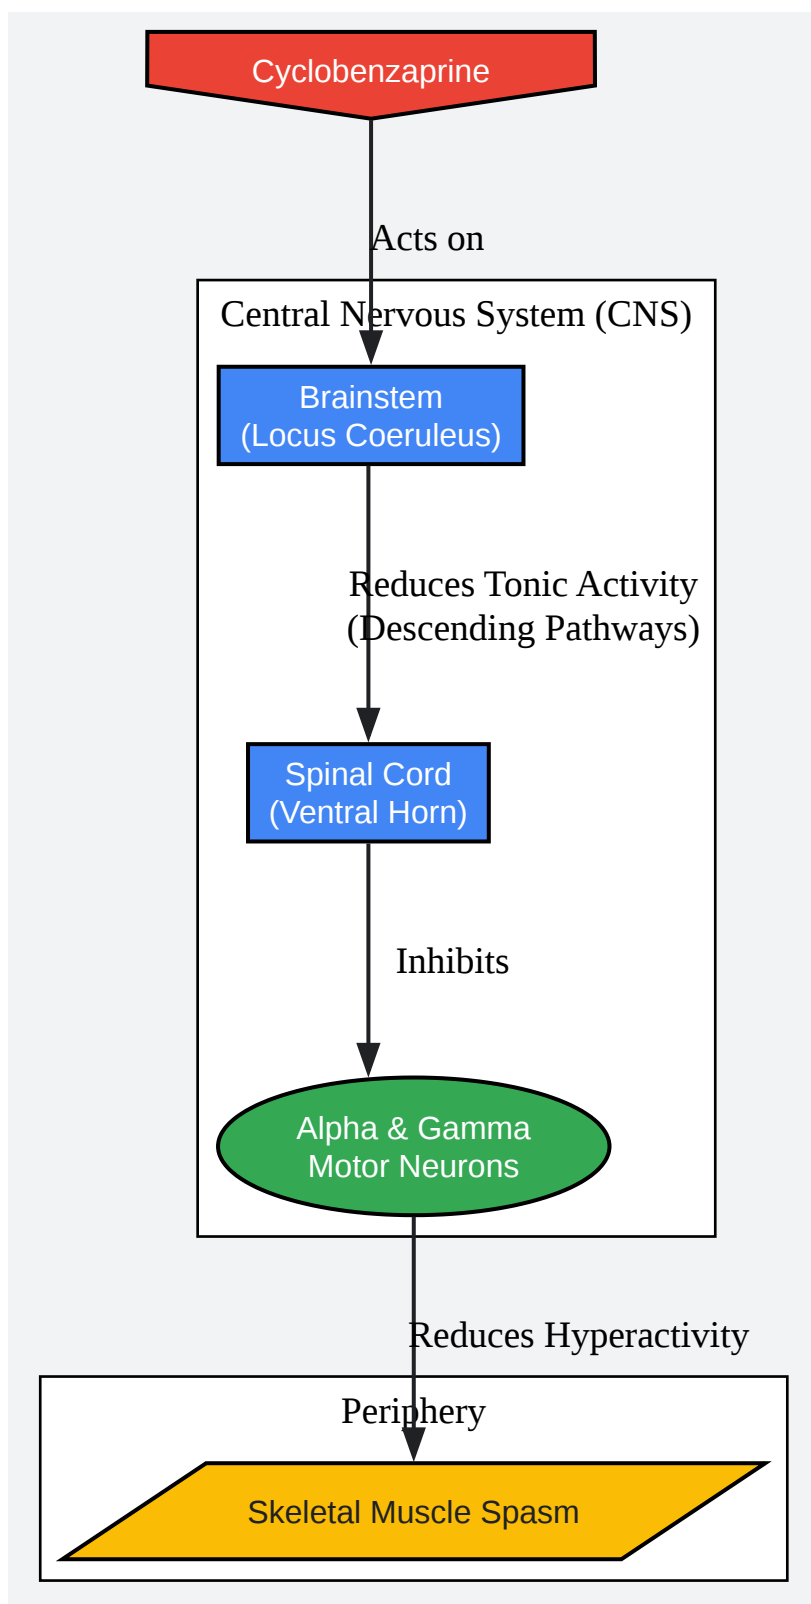 Cyclobenzaprine
Acts on
Central Nervous System (CNS)
Brainstem
(Locus Coeruleus)
Reduces Tonic Activity
(Descending Pathways)
Spinal Cord
(Ventral Horn)
Inhibits
Alpha & Gamma
Motor Neurons
Reduces Hyperactivity
Periphery
Skeletal Muscle Spasm